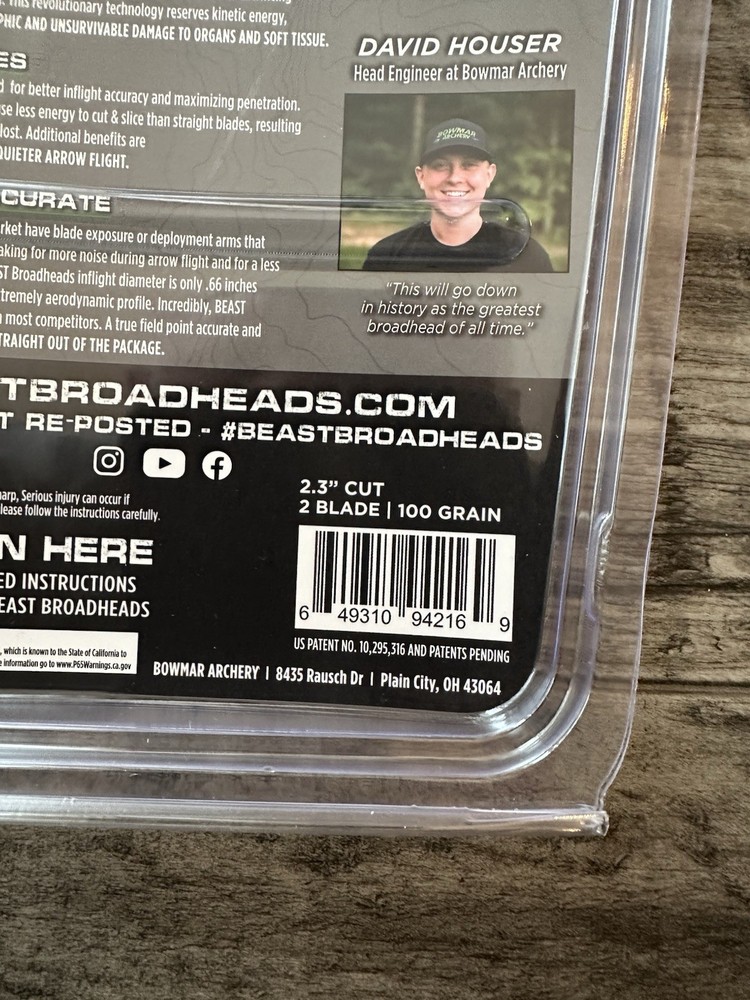 This revolutionary technology reserves kinetic energy,
PHIC AND UNSURVIVABLE DAMAGE TO ORGANS AND SOFT TISSUE.
ES
for better inflight accuracy and maximizing penetration.
use less energy to cut & slice than straight blades, resulting
lost. Additional benefits are
QUIETER ARROW FLIGHT.
CURATE
rket have blade exposure or deployment arms that
aking for more noise during arrow flight and for a less
ST Broadheads inflight diameter is only .66 inches
tremely aerodynamic profile. Incredibly, BEAST
most competitors. A true field point accurate and
TRAIGHT OUT OF THE PACKAGE.
DAVID HOUSER
Head Engineer at Bowmar Archery
BOWMAR
ARCHERY
"This will go down
in history as the greatest
broadhead of all time."
TBROADHEADS.COM
T RE-POSTED - #BEASTBROADHEADS
arp, Serious injury can occur if
lease follow the instructions carefully.
N HERE
ED INSTRUCTIONS
EAST BROADHEADS
, which is known to the State of California to
e information go to www.P65Warnings.ca.gov
2.3" CUT
2 BLADE | 100 GRAIN
6 49310 94216 9
US PATENT NO. 10,295,316 AND PATENTS PENDING
BOWMAR ARCHERY | 8435 Rausch Dr | Plain City, OH 43064